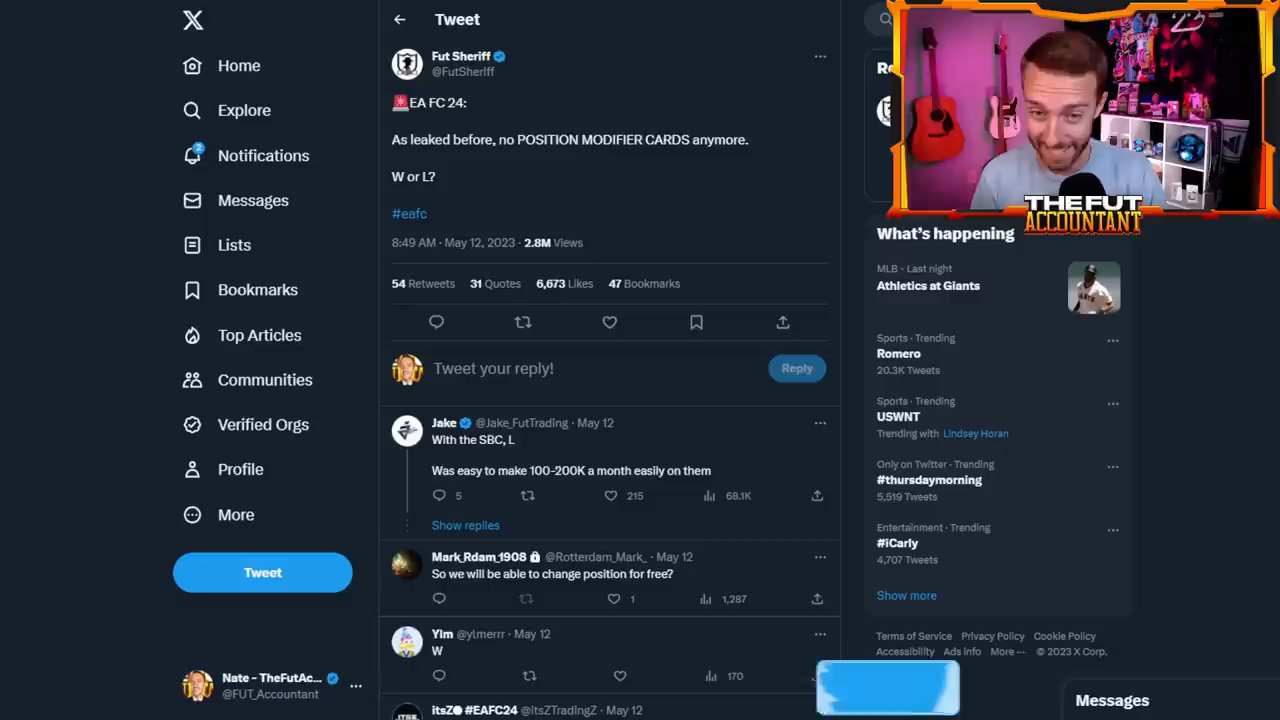 Home
Explore
2
Notifications
Messages
Lists
Bookmarks
Top Articles
Communities
Verified Orgs
Profile
More
Tweet
Nate - TheFutAc...
@FUT_Accountant
Tweet
Fut Sheriff
@FutSheriff
EA FC 24:
As leaked before, no POSITION MODIFIER CARDS anymore.
W or L?
#eafc
8:49 AM · May 12, 2023 · 2.8M Views
54 Retweets 31 Quotes 6,673 Likes 47 Bookmarks
Tweet your reply!
Reply
Jake @Jake_FutTrading · May 12
With the SBC, L
Was easy to make 100-200K a month easily on them
5 215 68.1K
Show replies
Mark_Rdam_1908 @Rotterdam_Mark_ · May 12
So we will be able to change position for free?
1 1,287
Ylm @ylmerrr · May 12
W
170
itsZ #EAFC24 @ItsZTradingZ · May 12
THE FUT
ACCOUNTANT
What's happening
MLB · Last night
Athletics at Giants
Sports · Trending
Romero
20.3K Tweets
Sports · Trending
USWNT
Trending with Lindsey Horan
Only on Twitter · Trending
#thursdaymorning
5,519 Tweets
Entertainment · Trending
#iCarly
4,707 Tweets
Show more
Terms of Service Privacy Policy Cookie Policy
Accessibility Ads info More ··· © 2023 X Corp.
Messages